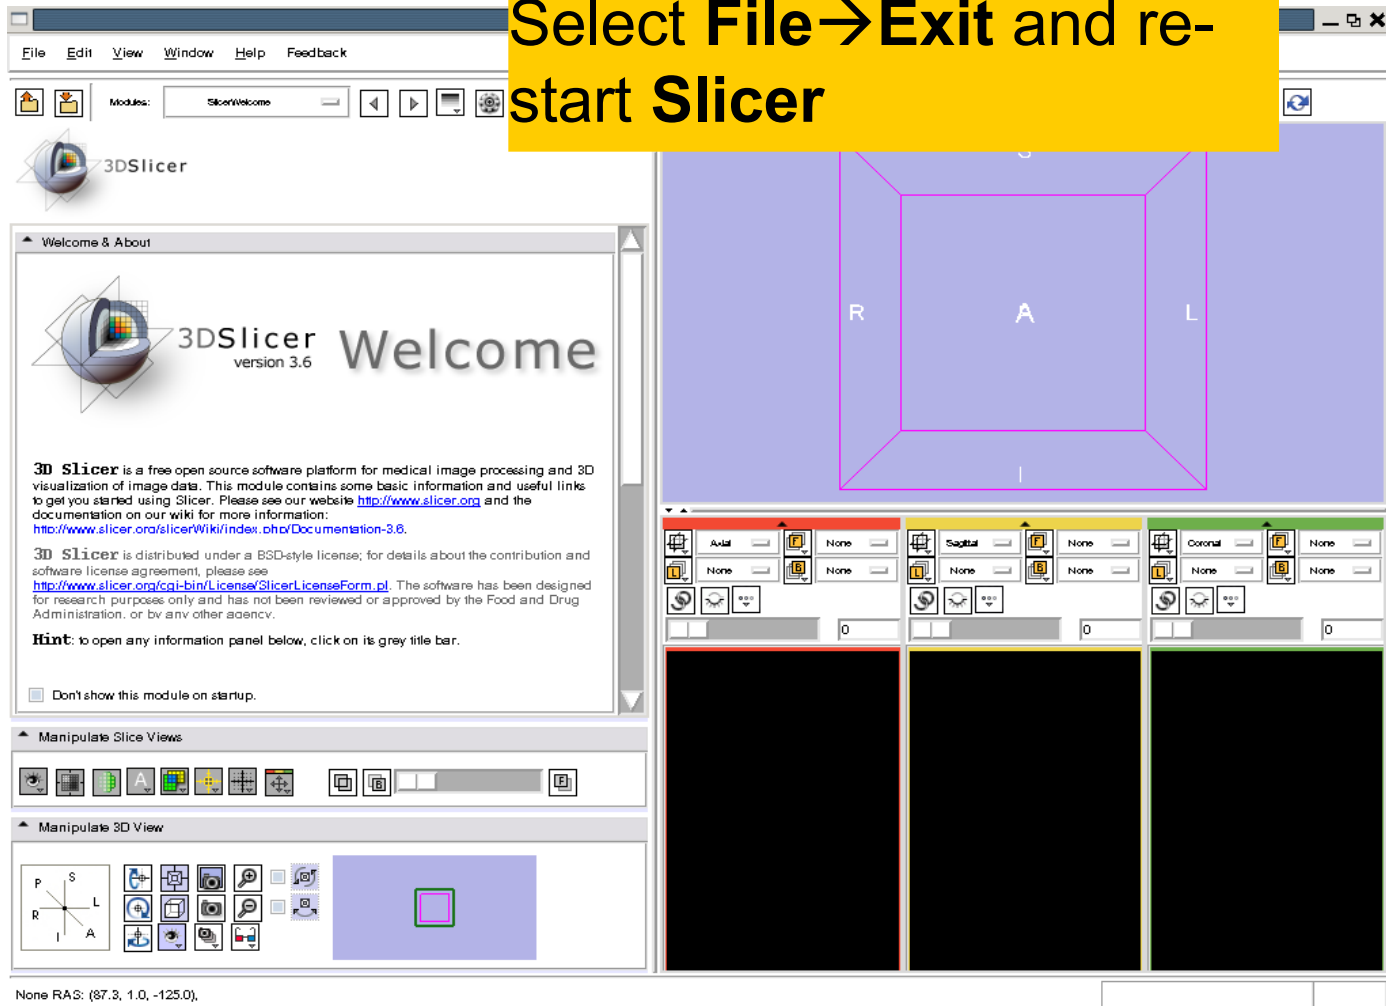 Select File→Exit and re-
start Slicer
File Edit View Window Help Feedback
Modules: SlicerWelcome
3DSlicer
Welcome & About
3DSlicer
version 3.6
Welcome
3D Slicer is a free open source software platform for medical image processing and 3D
visualization of image data. This module contains some basic information and useful links
to get you started using Slicer. Please see our website http://www.slicer.org and the
documentation on our wiki for more information:
http://www.slicer.org/slicerWiki/index.php/Documentation-3.6.
3D Slicer is distributed under a BSD-style license; for details about the contribution and
software license agreement, please see
http://www.slicer.org/cgi-bin/License/SlicerLicenseForm.pl. The software has been designed
for research purposes only and has not been reviewed or approved by the Food and Drug
Administration, or by any other agency.
Hint: to open any information panel below, click on its grey title bar.
Don't show this module on startup.
Manipulate Slice Views
A
B
F
Manipulate 3D View
P S
R L
I A
S
R A L
I
Axial F None
L None B None
0
Sagittal F None
L None B None
0
Coronal F None
L None B None
0
None RAS: (87.3, 1.0, -125.0),